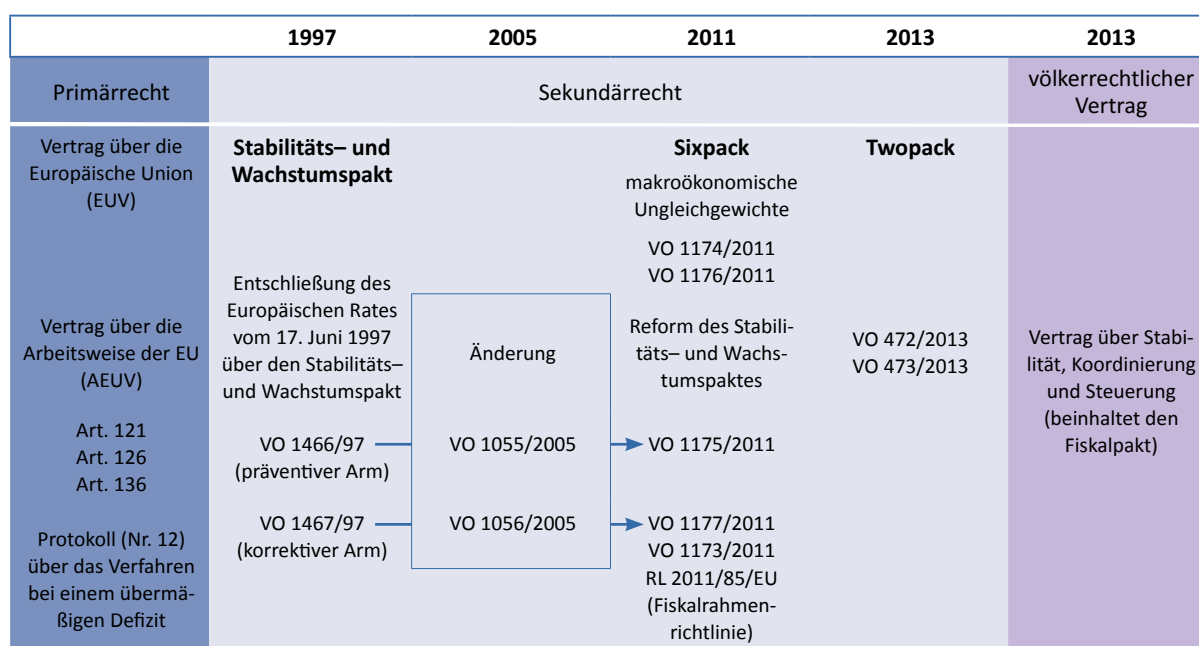 1997 2005 2011 2013 2013
Primärrecht
Sekundärrecht
völkerrechtlicher
Vertrag
Vertrag über die
Europäische Union
(EUV)
Vertrag über die
Arbeitsweise der EU
(AEUV)
Art. 121
Art. 126
Art. 136
Protokoll (Nr. 12)
über das Verfahren
bei einem übermä-
ßigen Defizit
Stabilitäts– und
Wachstumspakt
Entschließung des
Europäischen Rates
vom 17. Juni 1997
über den Stabilitäts–
und Wachstumspakt
VO 1466/97
(präventiver Arm)
VO 1467/97
(korrektiver Arm)
Änderung
VO 1055/2005
VO 1056/2005
Sixpack
makroökonomische
Ungleichgewichte
VO 1174/2011
VO 1176/2011
Reform des Stabili-
täts– und Wachs-
tumspaktes
VO 1175/2011
VO 1177/2011
VO 1173/2011
RL 2011/85/EU
(Fiskalrahmen-
richtlinie)
Twopack
VO 472/2013
VO 473/2013
Vertrag über Stabi-
lität, Koordinierung
und Steuerung
(beinhaltet den
Fiskalpakt)